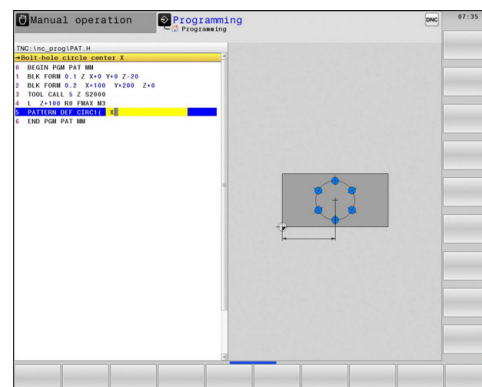 Manual operation
Programming
Programming
DNC
07:35
TNC:\nc_prog\PAT.H
→Bolt-hole circle center X
0 BEGIN PGM PAT MM
1 BLK FORM 0.1 Z X+0 Y+0 Z-20
2 BLK FORM 0.2 X+100 Y+200 Z+0
3 TOOL CALL 5 Z S2000
4 L Z+100 R0 FMAX M3
5 PATTERN DEF CIRC1( X
6 END PGM PAT MM